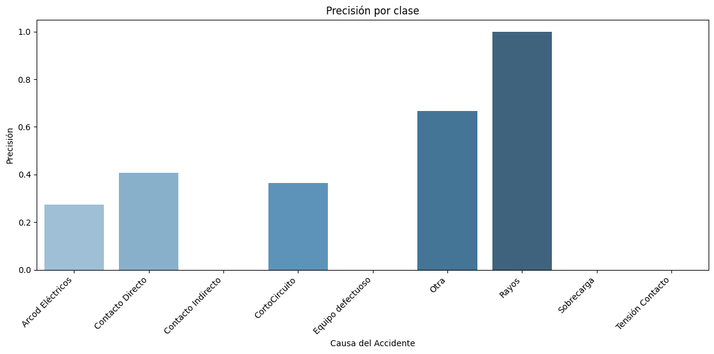 Precisión por clase
Precisión
1.0
0.8
0.6
0.4
0.2
0.0
Arcod Eléctricos
Contacto Directo
Contacto Indirecto
CortoCircuito
Equipo defectuoso
Otra
Rayos
Sobrecarga
Tensión Contacto
Causa del Accidente